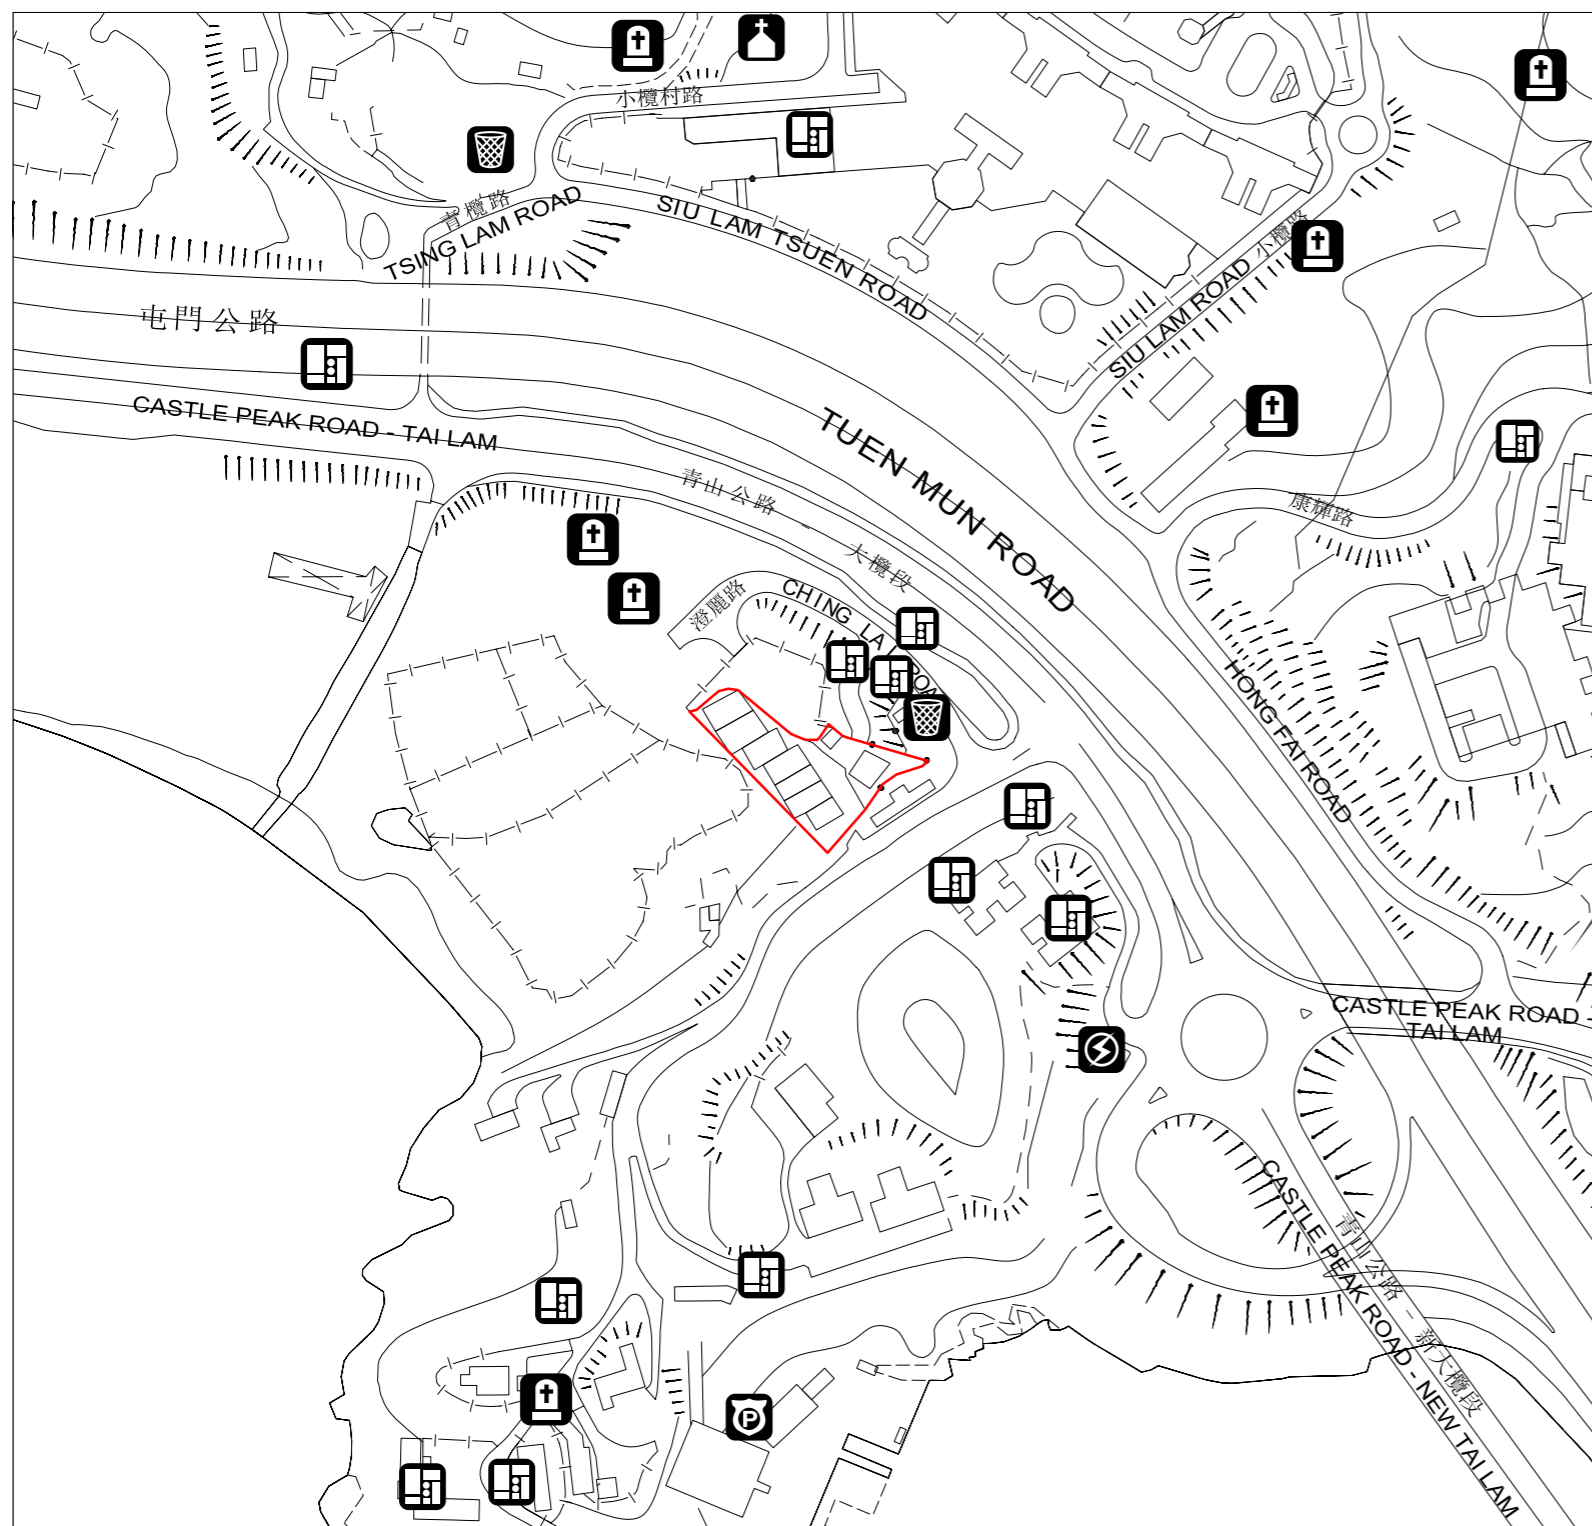 小欖村路
青欖路
TSING LAM ROAD
SIU LAM TSUEN ROAD
小欖路
SIU LAM ROAD
屯門公路
CASTLE PEAK ROAD - TAI LAM
TUEN MUN ROAD
青山公路 - 大欖段
康輝路
澄麗路
CHING LA
ROA
HONG FAI ROAD
CASTLE PEAK ROAD -
TAI LAM
青山公路 - 新大欖段
CASTLE PEAK ROAD - NEW TAI LAM
P